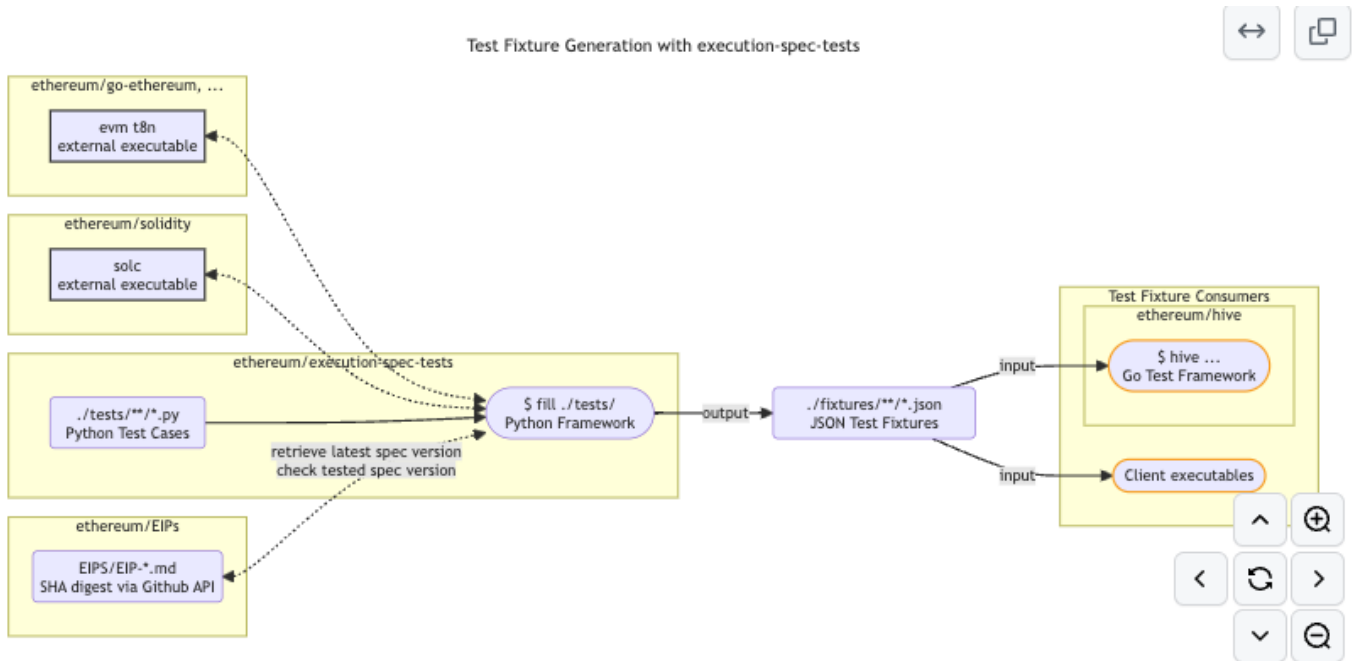 Test Fixture Generation with execution-spec-tests
ethereum/go-ethereum, ...
evm t8n
external executable
ethereum/solidity
solc
external executable
ethereum/execution-spec-tests
./tests/**/*.py
Python Test Cases
$ fill ./tests/
Python Framework
retrieve latest spec version
check tested spec version
ethereum/EIPs
EIPS/EIP-*.md
SHA digest via Github API
output
./fixtures/**/*.json
JSON Test Fixtures
input
input
Test Fixture Consumers
ethereum/hive
$ hive ...
Go Test Framework
Client executables